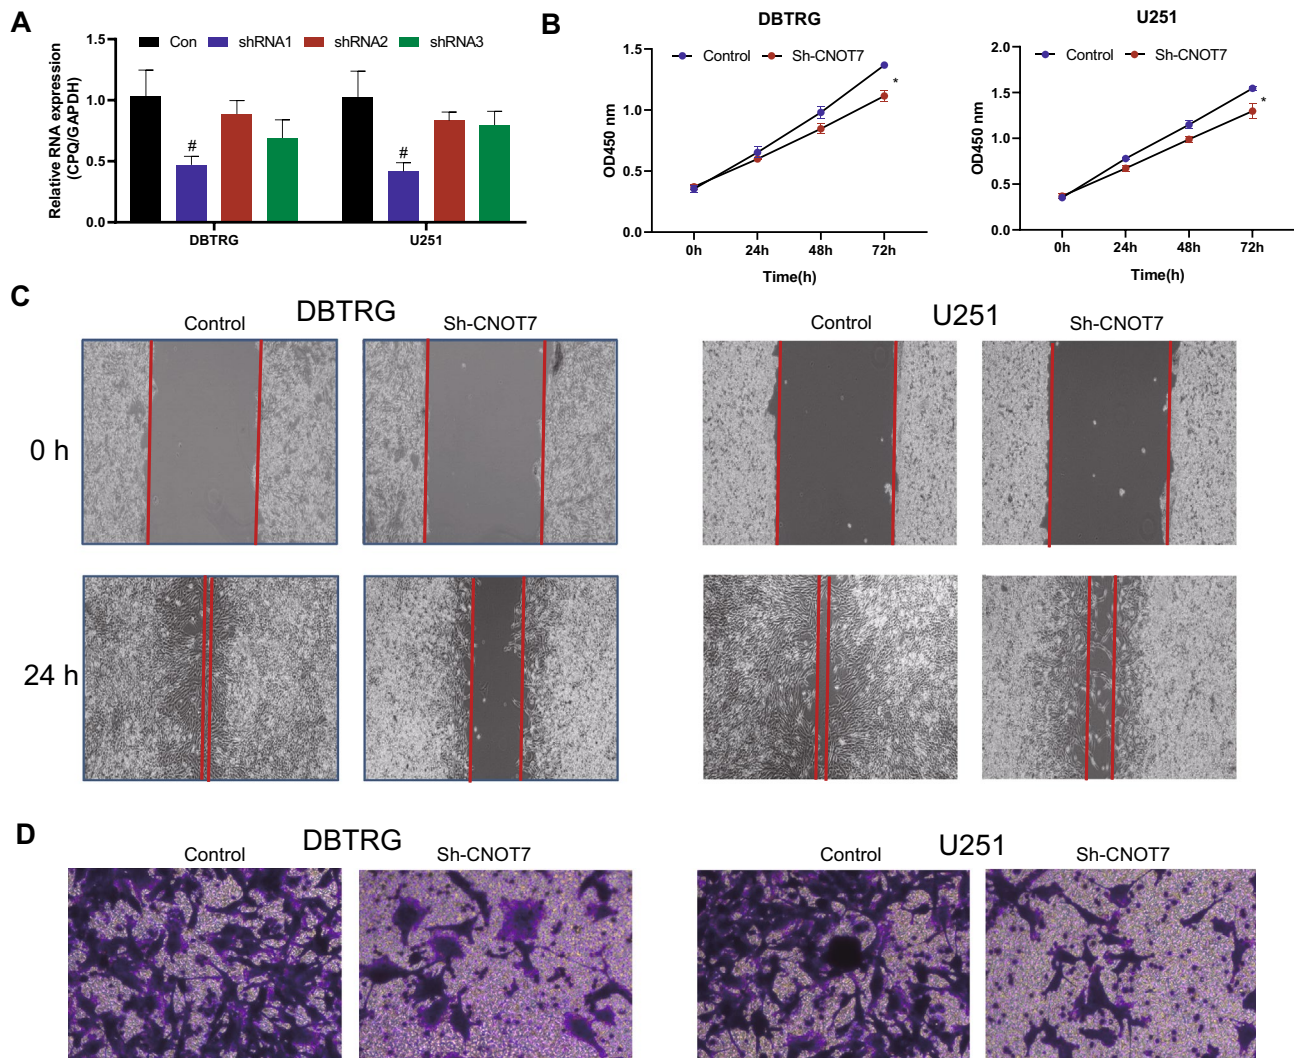 A
Con shRNA1 shRNA2 shRNA3
Relative RNA expression
(CPQ/GAPDH)
1.5
1.0
0.5
0.0
#
#
DBTRG U251
B
DBTRG
Control Sh-CNOT7
OD450 nm
1.5
1.0
0.5
0.0
*
0h 24h 48h 72h
Time(h)
U251
Control Sh-CNOT7
OD450 nm
2.0
1.5
1.0
0.5
0.0
*
0h 24h 48h 72h
Time(h)
C
DBTRG U251
Control Sh-CNOT7 Control Sh-CNOT7
0 h
24 h
D
DBTRG U251
Control Sh-CNOT7 Control Sh-CNOT7